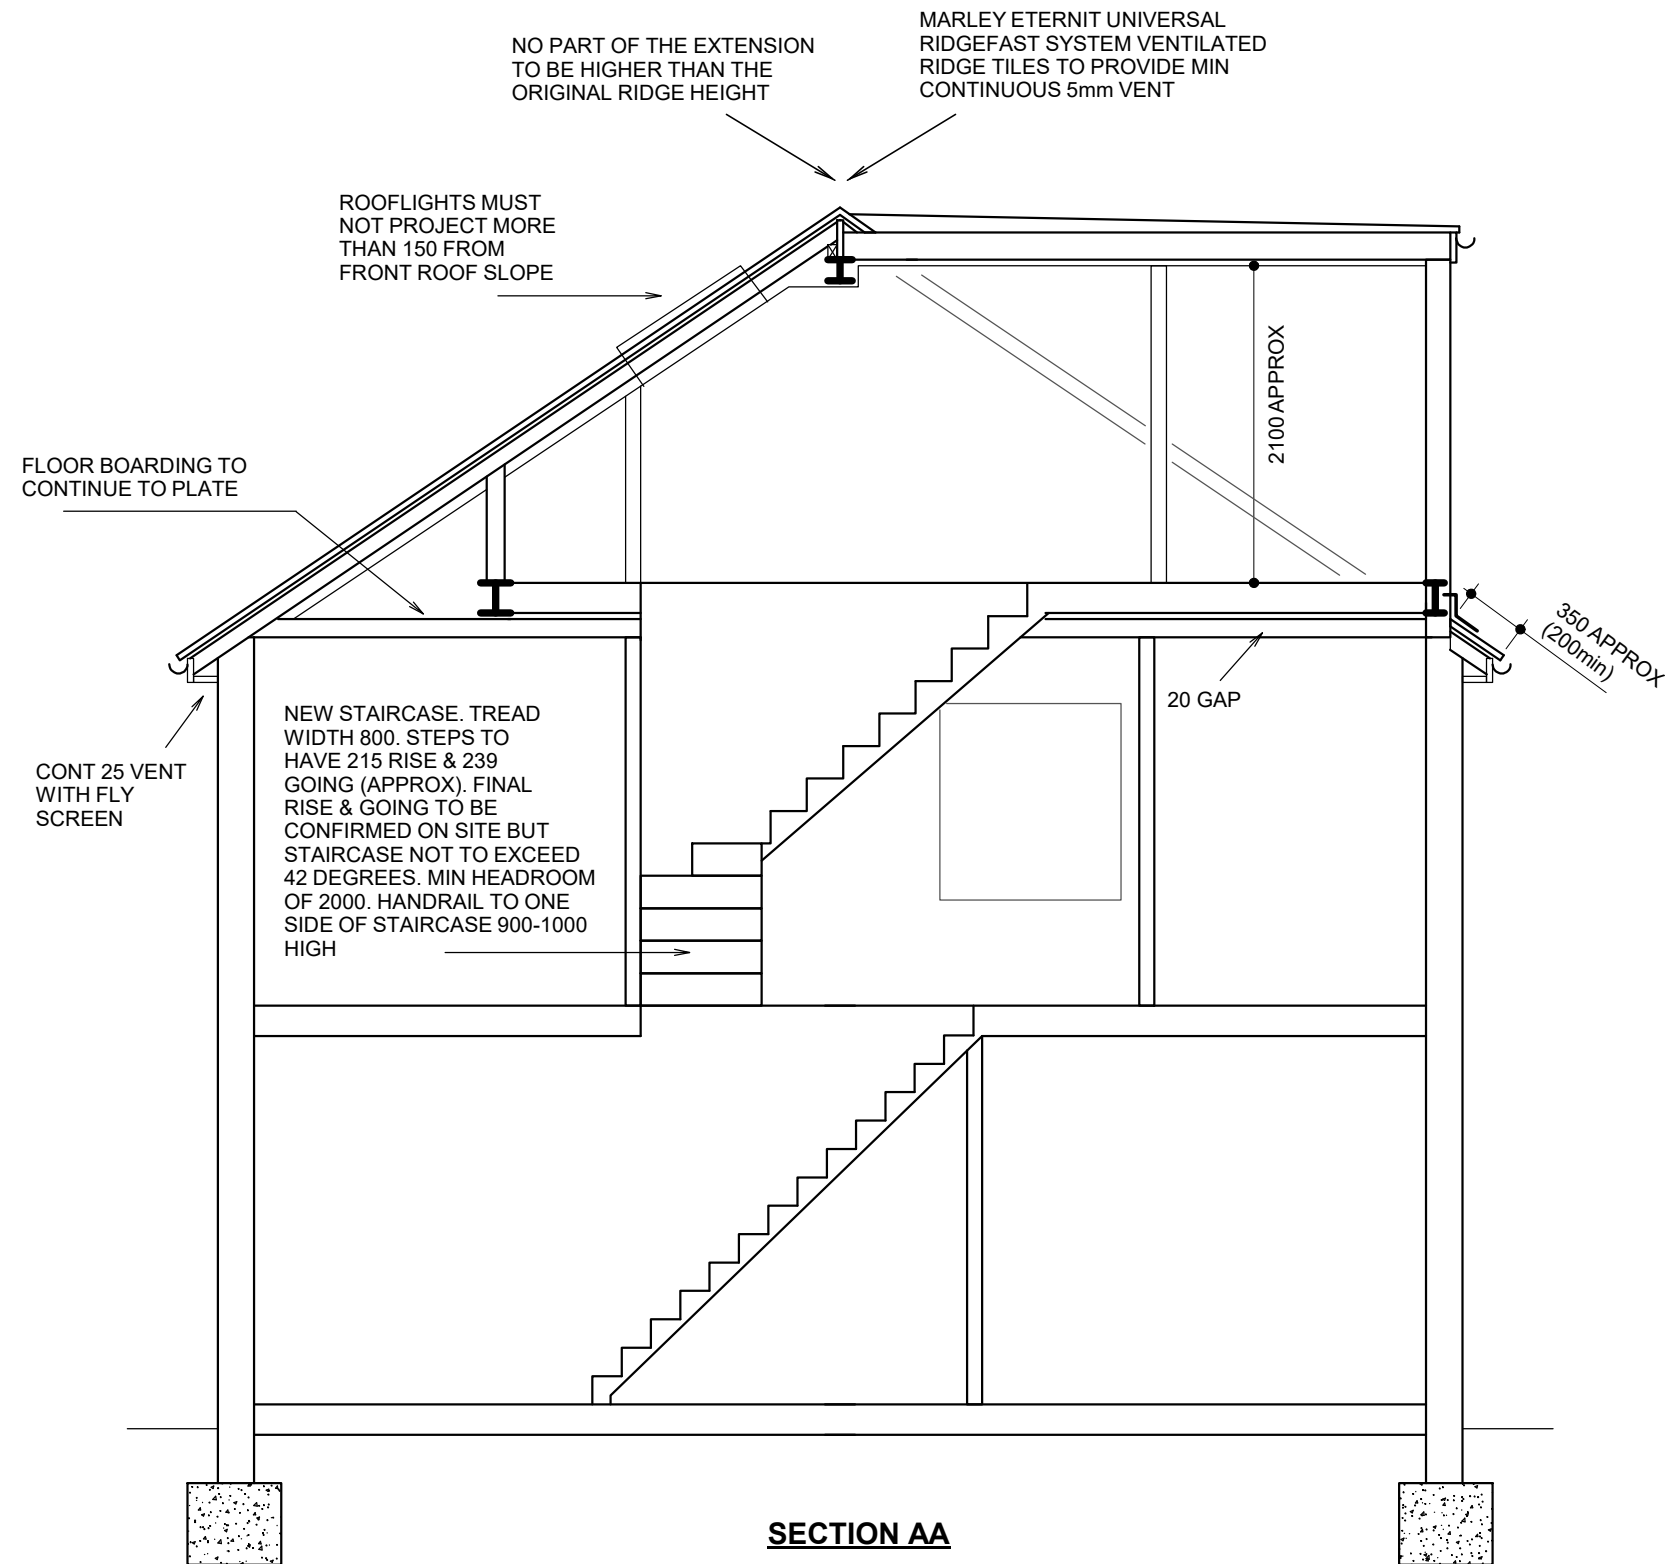 NO PART OF THE EXTENSION
TO BE HIGHER THAN THE
ORIGINAL RIDGE HEIGHT
MARLEY ETERNIT UNIVERSAL
RIDGEFAST SYSTEM VENTILATED
RIDGE TILES TO PROVIDE MIN
CONTINUOUS 5mm VENT
ROOFLIGHTS MUST
NOT PROJECT MORE
THAN 150 FROM
FRONT ROOF SLOPE
2100 APPROX
FLOOR BOARDING TO
CONTINUE TO PLATE
350 APPROX
(200min)
20 GAP
NEW STAIRCASE. TREAD
WIDTH 800. STEPS TO
HAVE 215 RISE & 239
GOING (APPROX). FINAL
RISE & GOING TO BE
CONFIRMED ON SITE BUT
STAIRCASE NOT TO EXCEED
42 DEGREES. MIN HEADROOM
OF 2000. HANDRAIL TO ONE
SIDE OF STAIRCASE 900-1000
HIGH
CONT 25 VENT
WITH FLY
SCREEN
SECTION AA